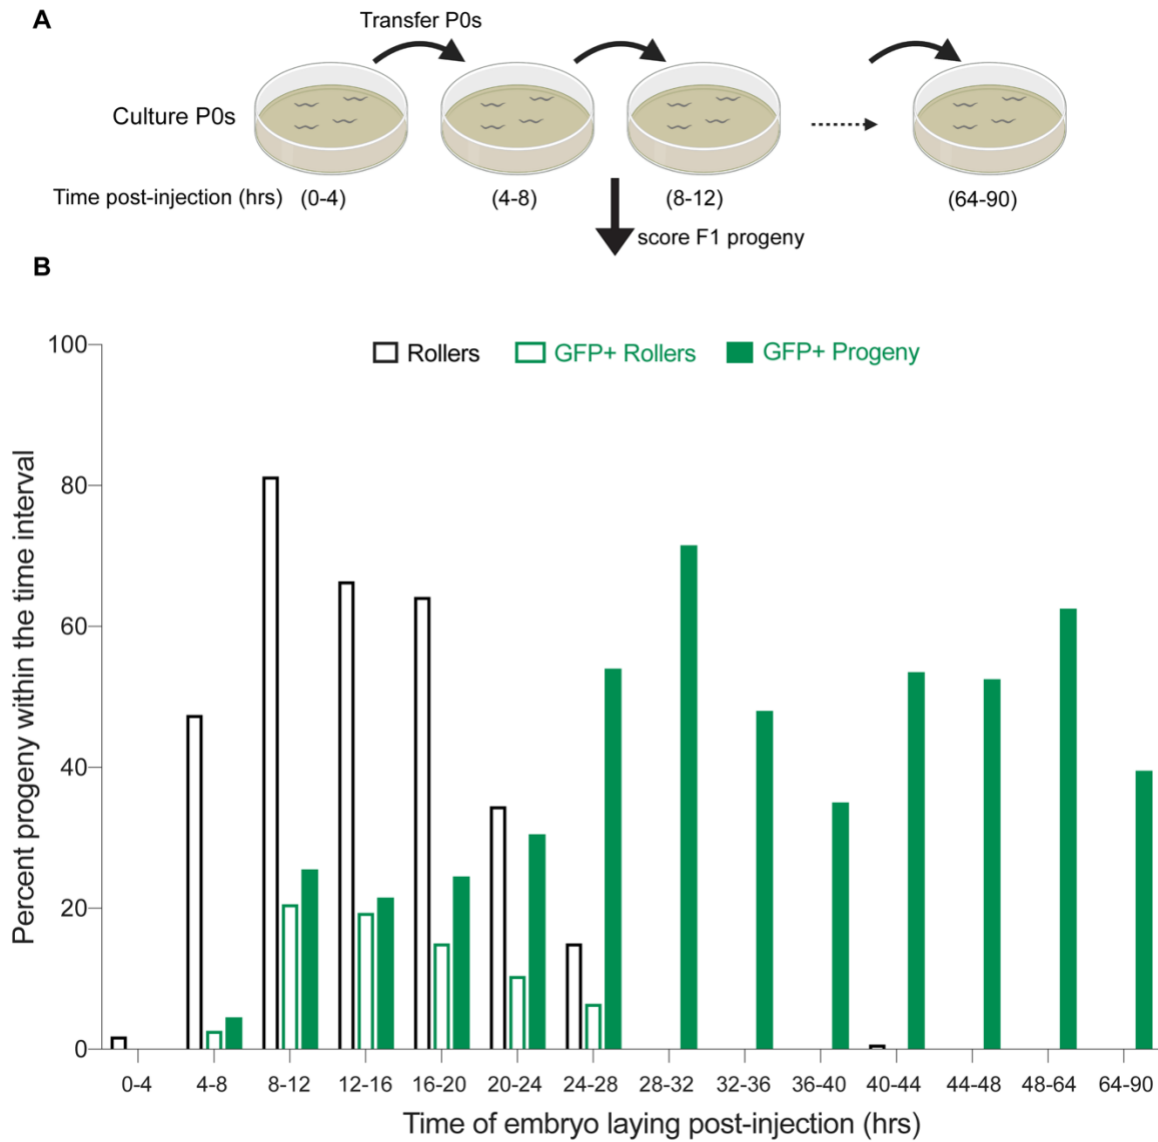 A
Transfer P0s
Culture P0s
Time post-injection (hrs) (0-4) (4-8) (8-12) (64-90)
score F1 progeny
B
Rollers GFP+ Rollers GFP+ Progeny
Percent progeny within the time interval
100
80
60
40
20
0
0-4 4-8 8-12 12-16 16-20 20-24 24-28 28-32 32-36 36-40 40-44 44-48 48-64 64-90
Time of embryo laying post-injection (hrs)